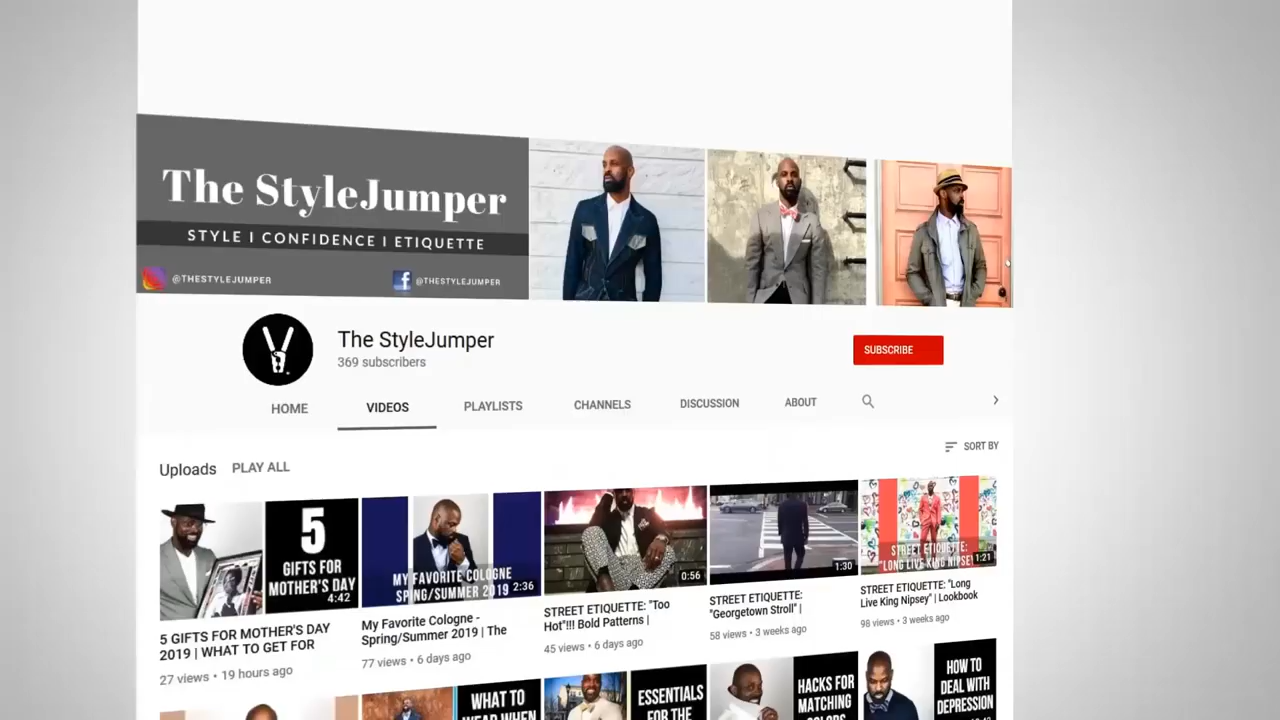 The StyleJumper
STYLE I CONFIDENCE I ETIQUETTE
@THESTYLEJUMPER
@THESTYLEJUMPER
The StyleJumper
369 subscribers
SUBSCRIBE
HOME
VIDEOS
PLAYLISTS
CHANNELS
DISCUSSION
ABOUT
SORT BY
Uploads
PLAY ALL
5
GIFTS FOR
MOTHER'S DAY
4:42
MY FAVORITE COLOGNE
SPING/SUMMER 2019
2:36
0:56
1:30
STREET ETIQUETTE:
"LONG LIVE KING NIPSE
1:21
5 GIFTS FOR MOTHER'S DAY
2019 | WHAT TO GET FOR
27 views • 19 hours ago
My Favorite Cologne -
Spring/Summer 2019 | The
77 views • 6 days ago
STREET ETIQUETTE: "Too
Hot"!!! Bold Patterns |
45 views • 6 days ago
STREET ETIQUETTE:
"Georgetown Stroll" |
58 views • 3 weeks ago
STREET ETIQUETTE: "Long
Live King Nipsey" | Lookbook
98 views • 3 weeks ago
WHAT TO
WEAR WHEN
ESSENTIALS
FOR THE
HACKS FOR
MATCHING
COLORS
HOW TO
DEAL WITH
DEPRESSION